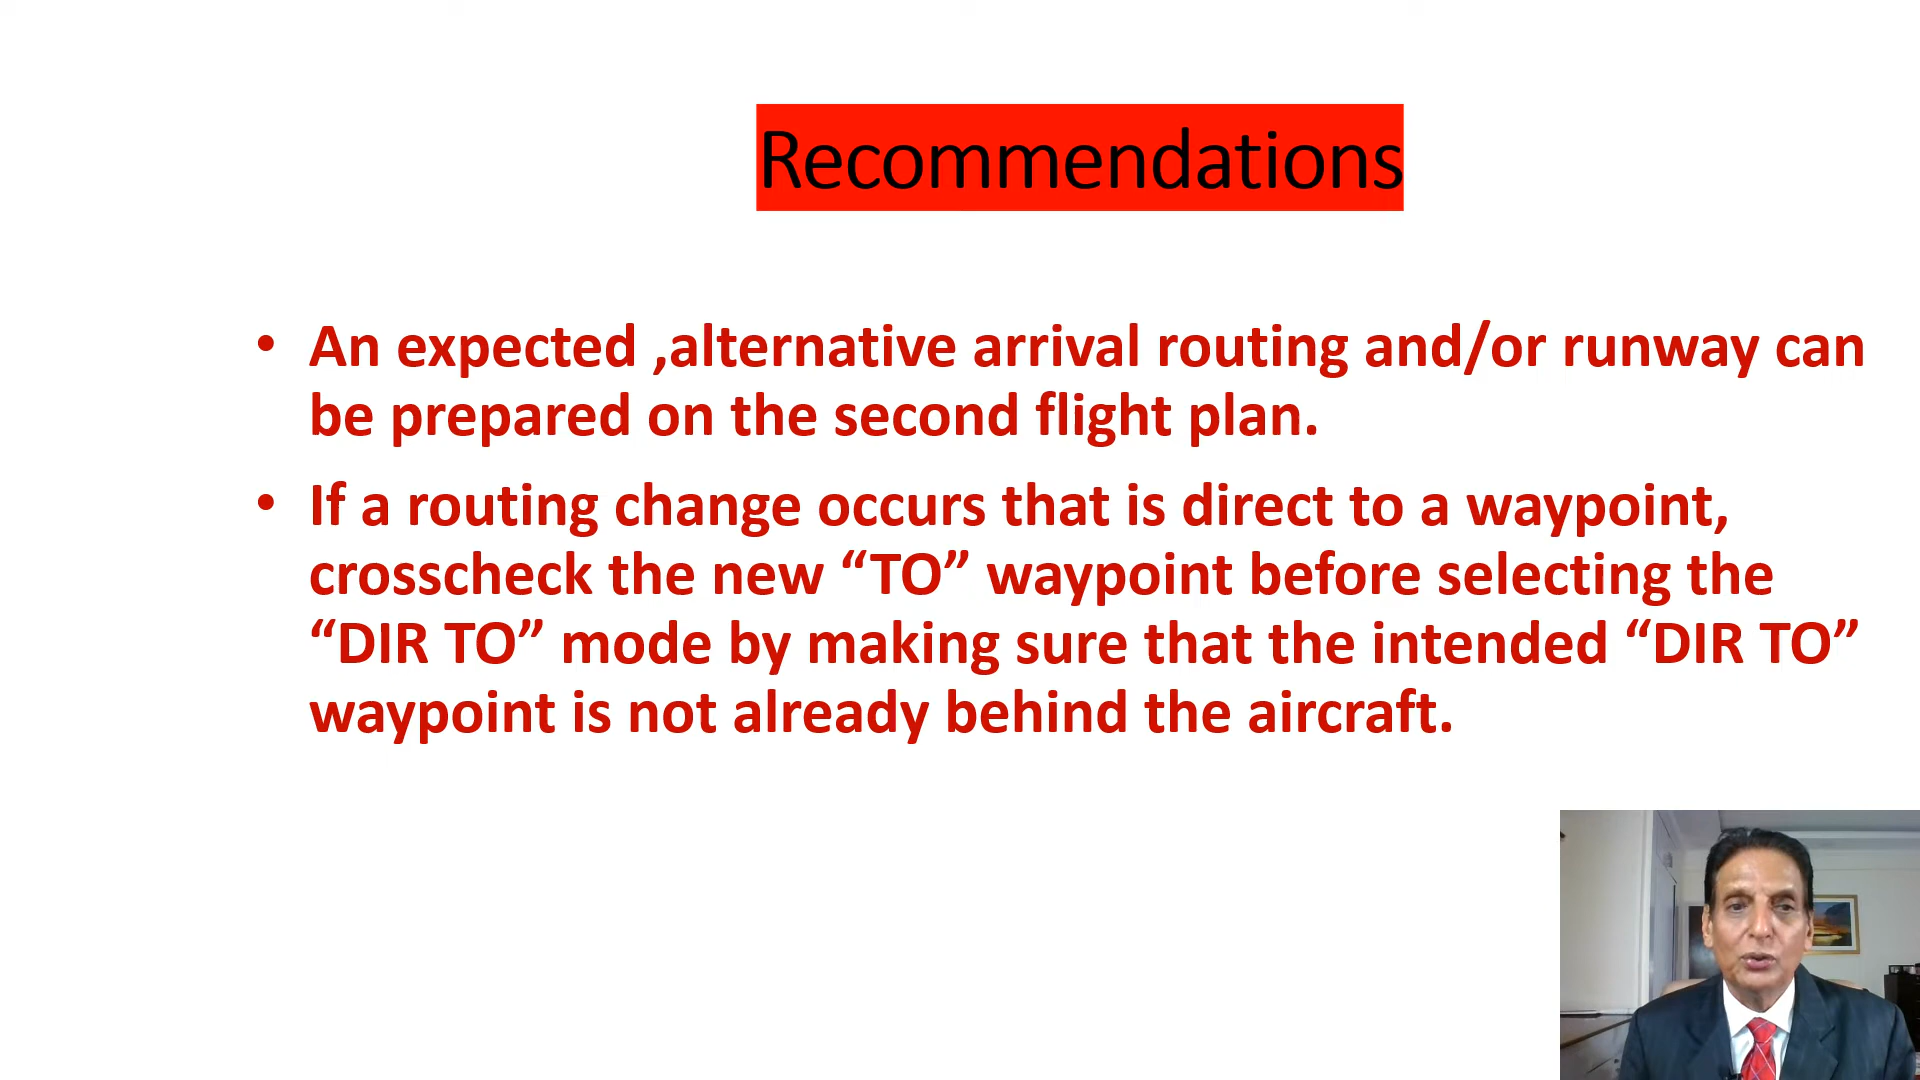 Recommendations
• An expected ,alternative arrival routing and/or runway can
be prepared on the second flight plan.
• If a routing change occurs that is direct to a waypoint,
crosscheck the new “TO” waypoint before selecting the
“DIR TO” mode by making sure that the intended “DIR TO”
waypoint is not already behind the aircraft.